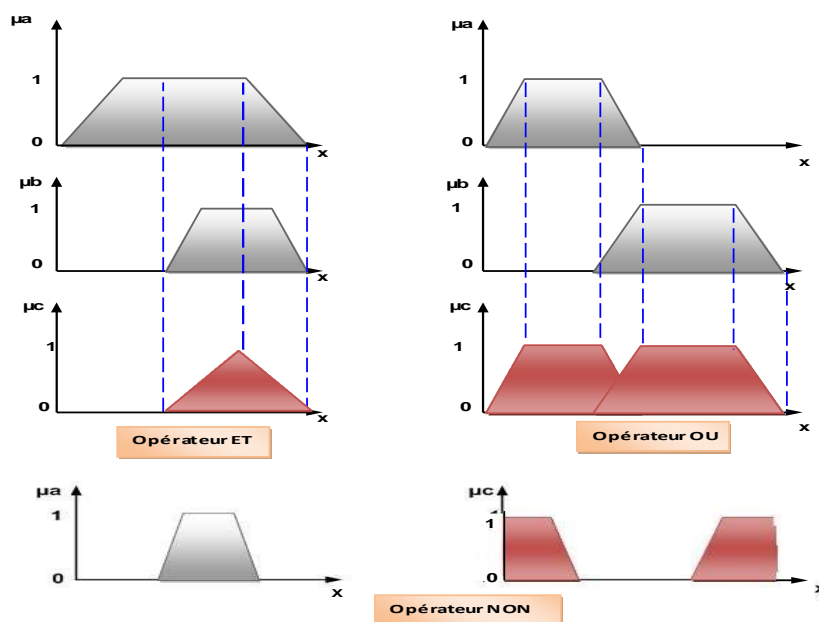 µa
1
0
x
µb
1
0
x
µc
1
0
x
Opérateur ET
µa
1
0
x
µb
1
0
x
µc
1
0
x
Opérateur OU
µa
1
0
x
µc
1
0
x
Opérateur NON